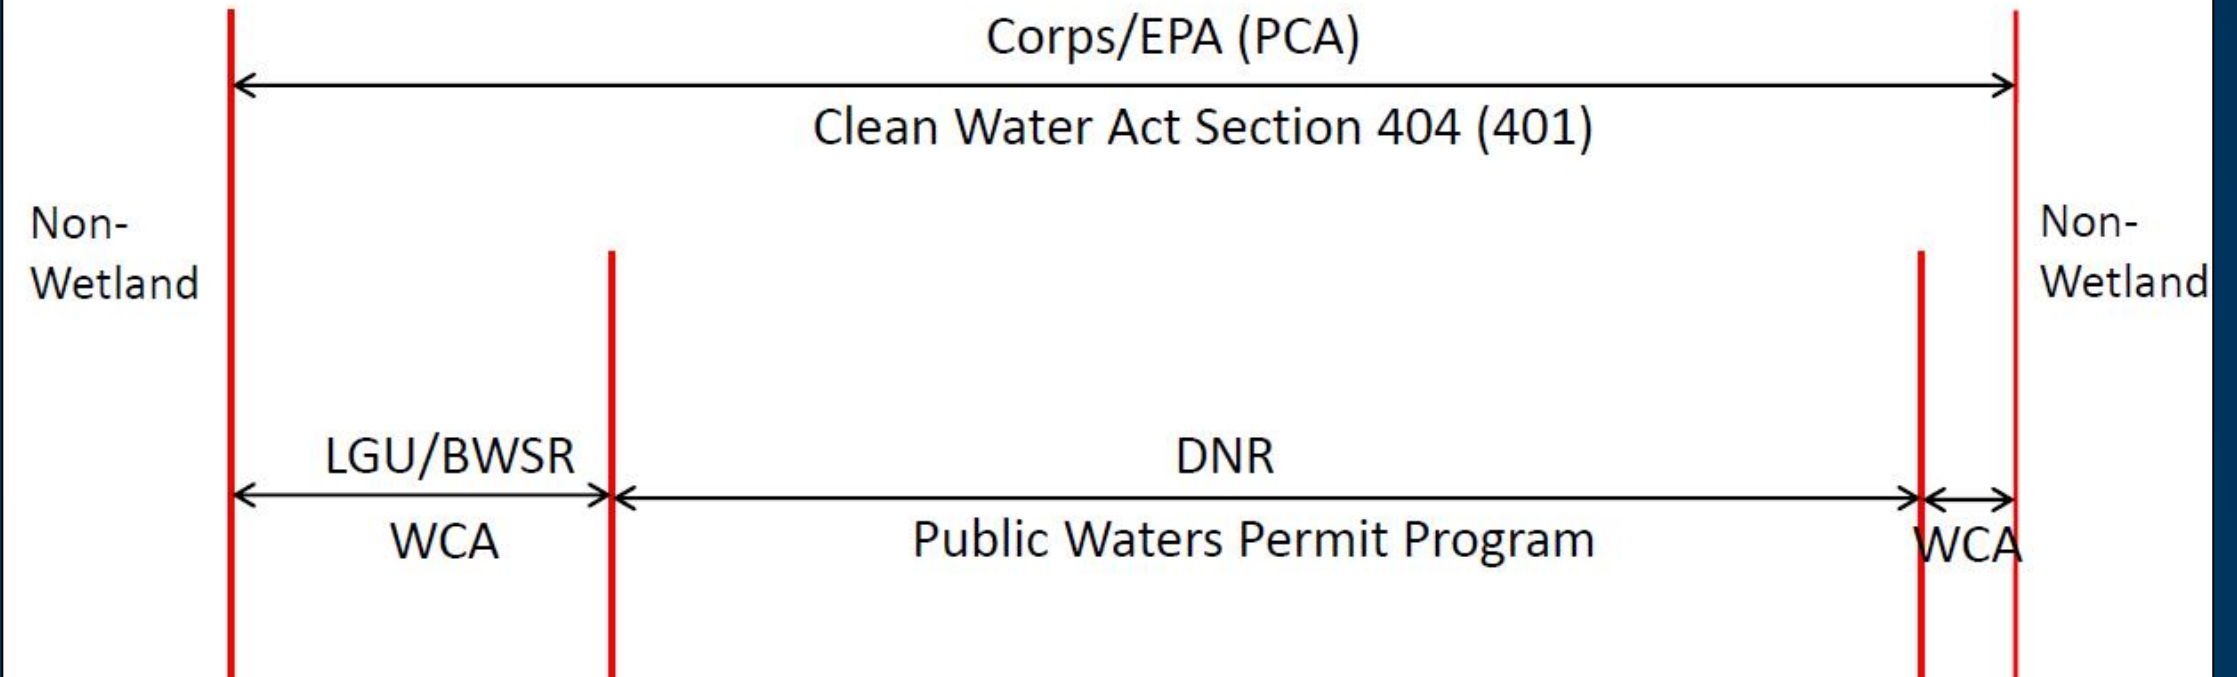 Corps/EPA (PCA)
Clean Water Act Section 404 (401)
Non-
Wetland
Non-
Wetland
LGU/BWSR
DNR
WCA
Public Waters Permit Program
WCA